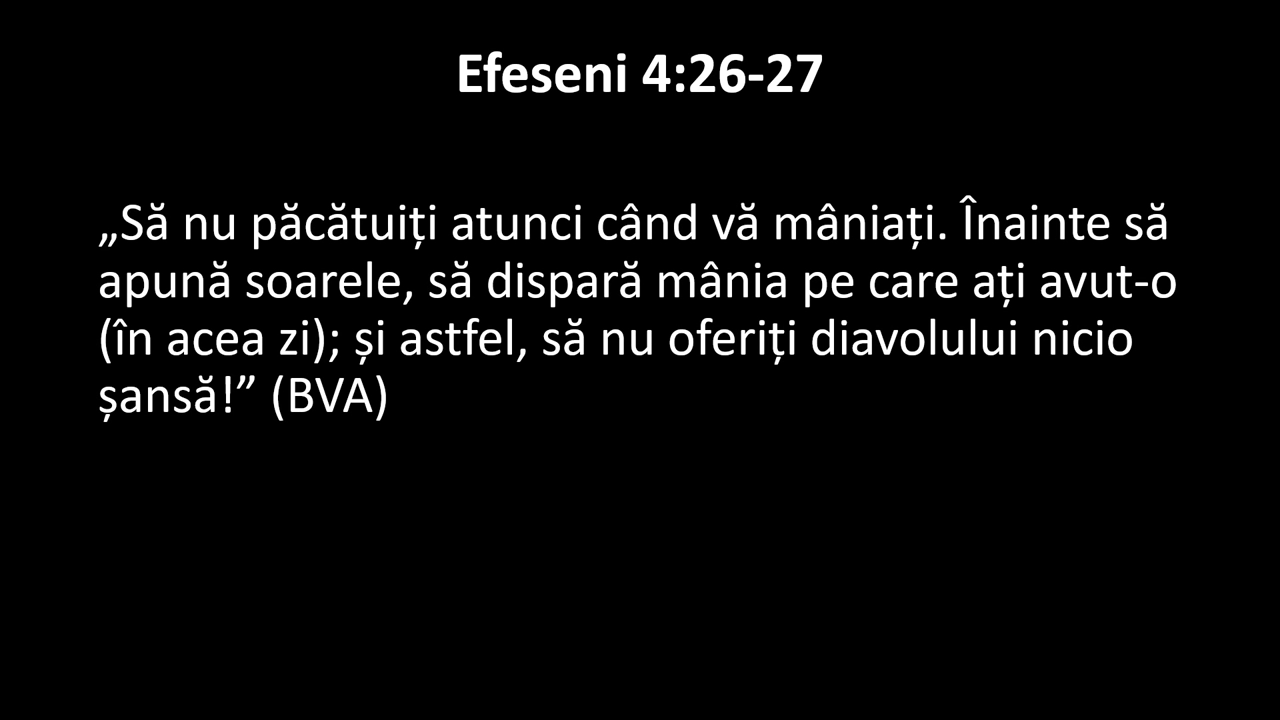 Efeseni 4:26-27
„Să nu păcătuiți atunci când vă mâniați. Înainte să
apună soarele, să dispară mânia pe care ați avut-o
(în acea zi); și astfel, să nu oferiți diavolului nicio
șansă!” (BVA)